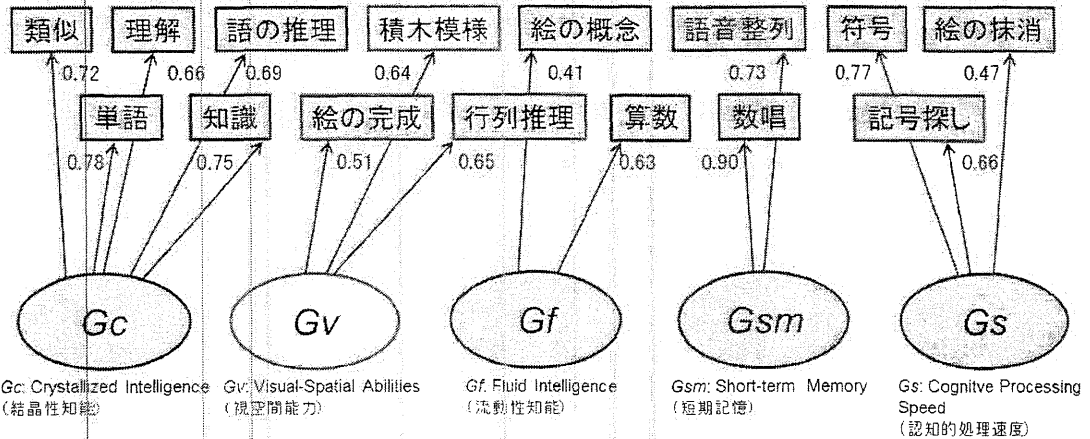 類似 理解 語の推理 積木模様 絵の概念 語音整列 符号 絵の抹消
0.72 0.66 0.69 0.64 0.41 0.73 0.77 0.47
単語 知識 絵の完成 行列推理 算数 数唱 記号探し
0.78 0.75 0.51 0.65 0.63 0.90 0.66
Gc Gv Gf Gsm Gs
Gc: Crystallized Intelligence
(結晶性知能)
Gv: Visual-Spatial Abilities
(視空間能力)
Gf: Fluid Intelligence
(流動性知能)
Gsm: Short-term Memory
(短期記憶)
Gs: Cognitve Processing
Speed
(認知的処理速度)